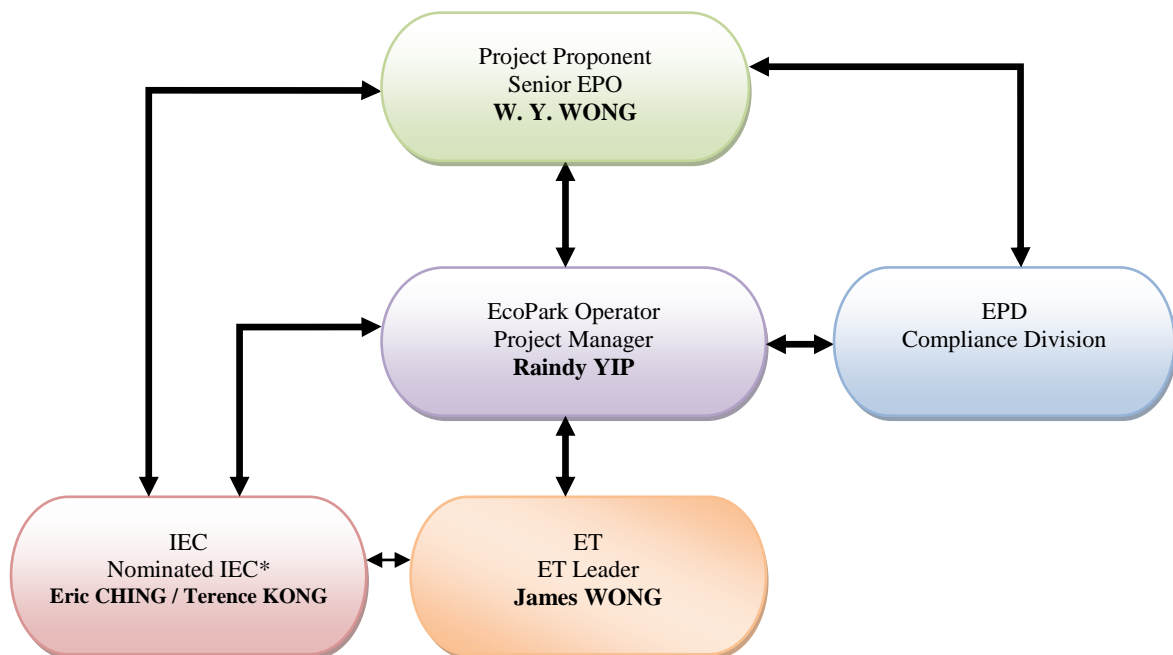 Project Proponent
Senior EPO
W. Y. WONG
EcoPark Operator
Project Manager
Raindy YIP
EPD
Compliance Division
IEC
Nominated IEC*
Eric CHING / Terence KONG
ET
ET Leader
James WONG